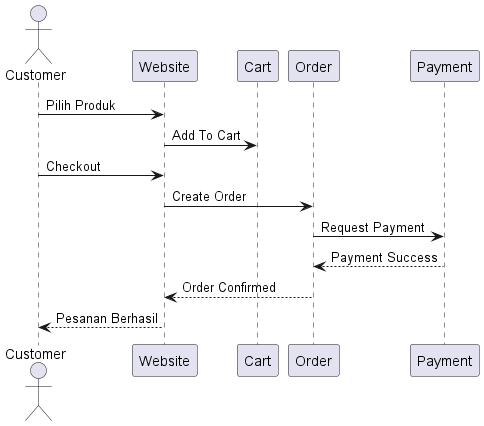 Customer
Website
Cart
Order
Payment
Pilih Produk
Add To Cart
Checkout
Create Order
Request Payment
Payment Success
Order Confirmed
Pesanan Berhasil
Customer
Website
Cart
Order
Payment